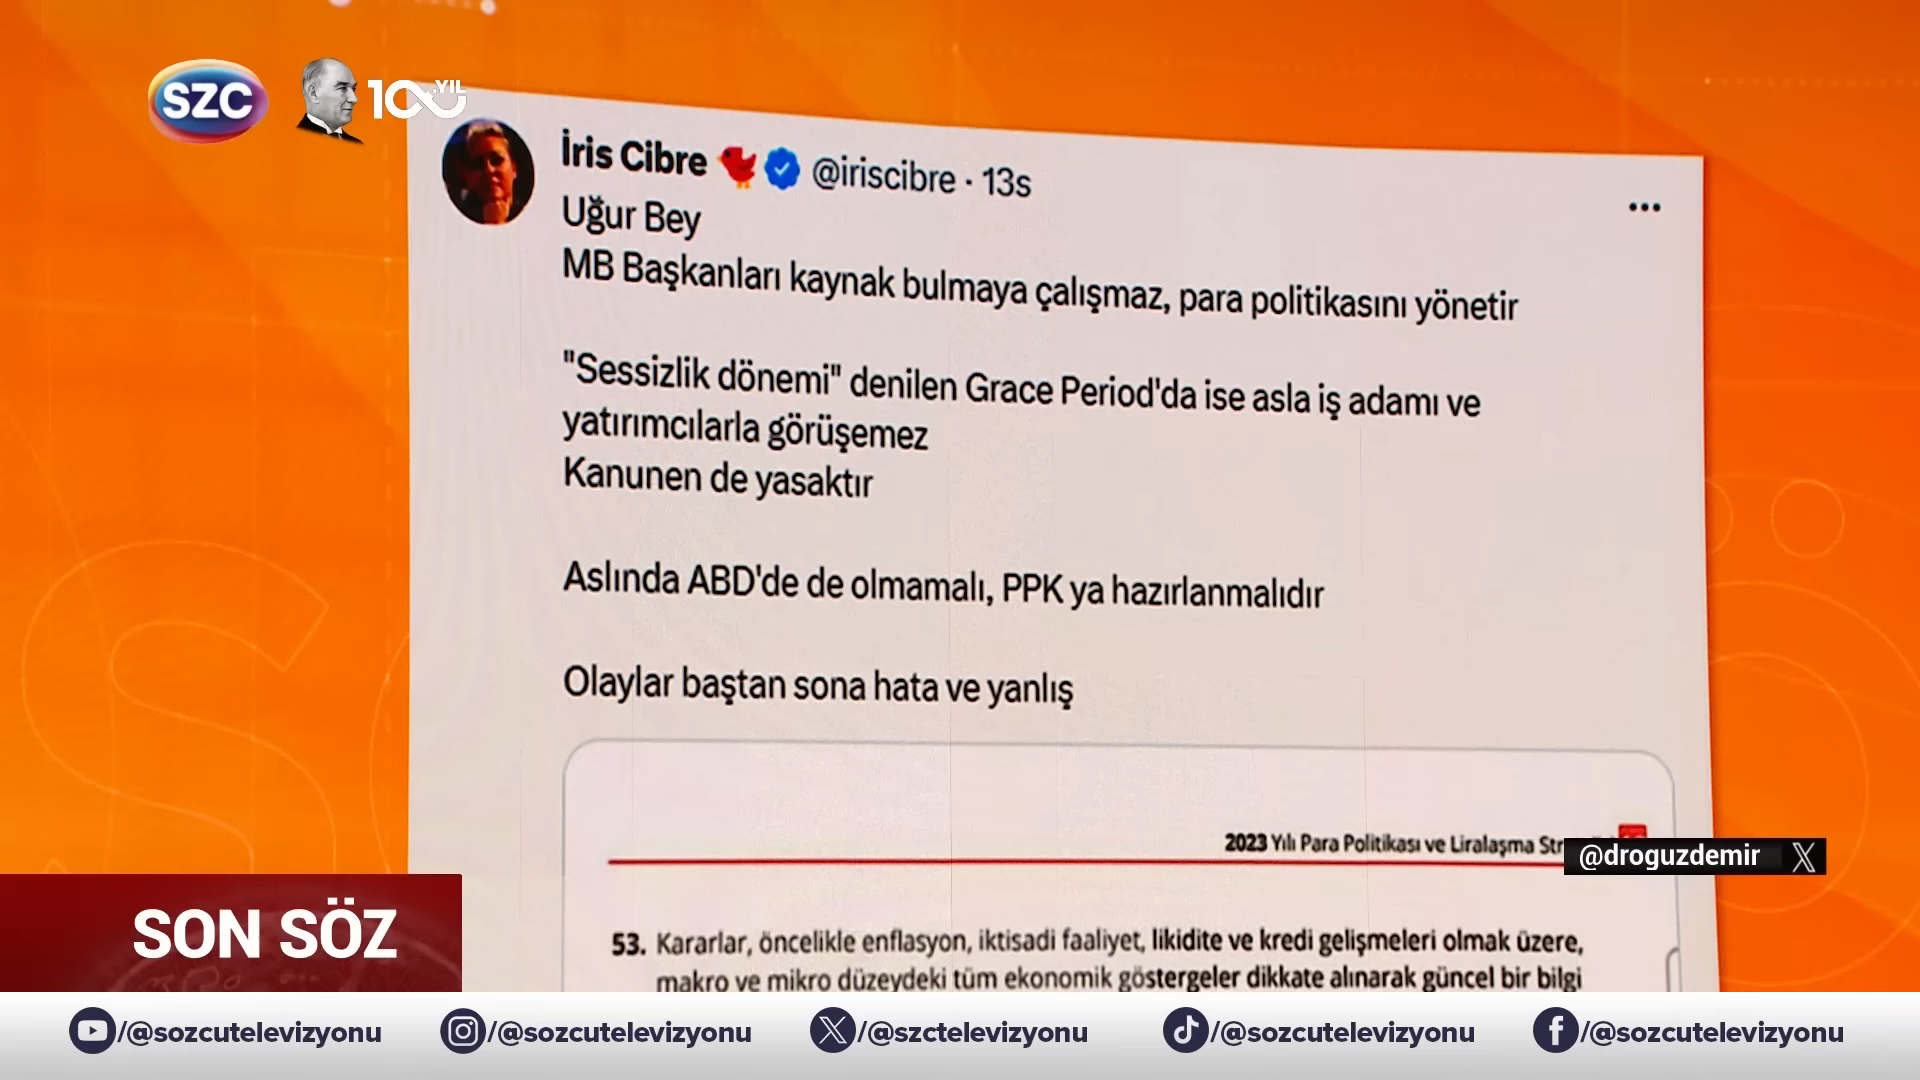 SZC
100.YIL
İris Cibre @iriscibre · 13s
Uğur Bey
MB Başkanları kaynak bulmaya çalışmaz, para politikasını yönetir
"Sessizlik dönemi" denilen Grace Period'da ise asla iş adamı ve
yatırımcılarla görüşemez
Kanunen de yasaktır
Aslında ABD'de de olmamalı, PPK ya hazırlanmalıdır
Olaylar baştan sona hata ve yanlış
2023 Yılı Para Politikası ve Liralaşma
@droguzdemir X
53. Kararlar, öncelikle enflasyon, iktisadi faaliyet, likidite ve kredi gelişmeleri olmak üzere,
makro ve mikro düzeydeki tüm ekonomik göstergeler dikkate alınarak güncel bir bilgi
SON SÖZ
/@sozcutelevizyonu /@sozcutelevizyonu /@szctelevizyonu /@sozcutelevizyonu /@sozcutelevizyonu